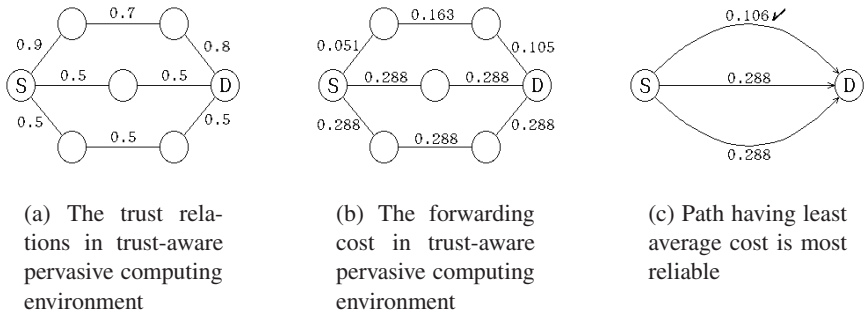 0.7
0.9
0.8
S
0.5
0.5
D
0.5
0.5
0.5
0.163
0.051
0.105
S
0.288
0.288
D
0.288
0.288
0.288
0.106
S
0.288
D
0.288
(a) The trust rela-
tions in trust-aware
pervasive computing
environment
(b) The forwarding
cost in trust-aware
pervasive computing
environment
(c) Path having least
average cost is most
reliable